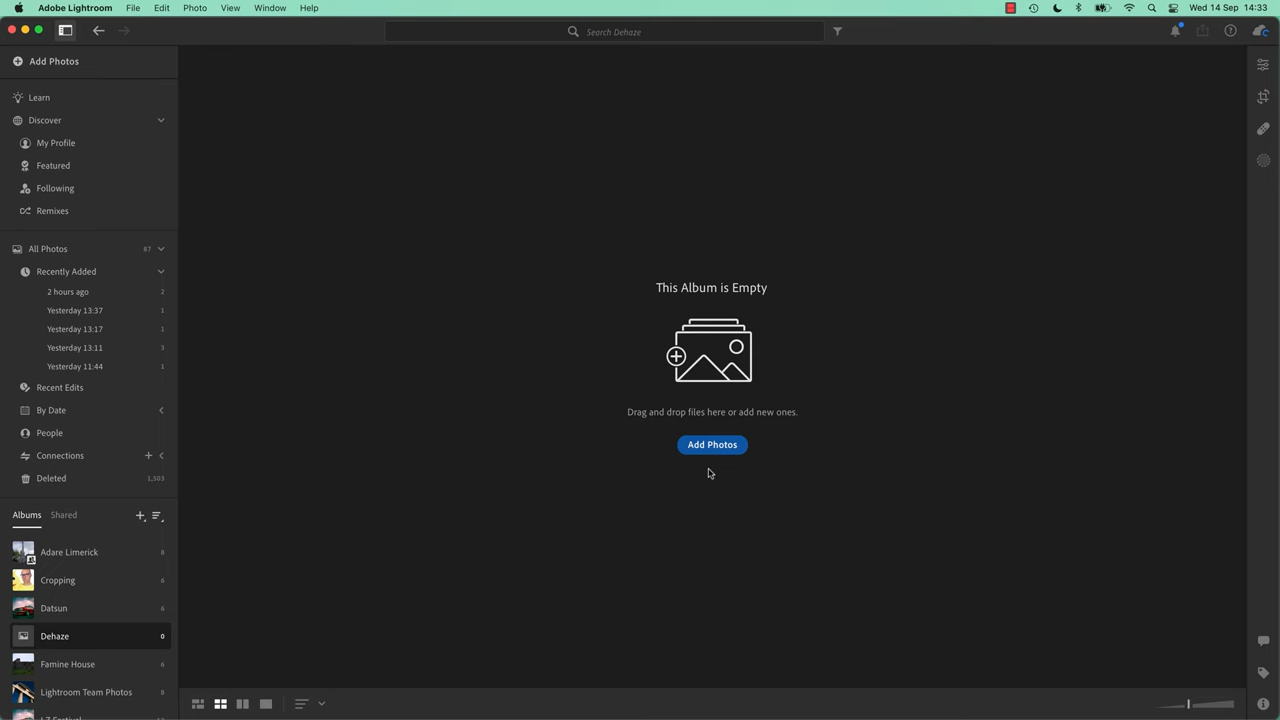 Adobe Lightroom File Edit Photo View Window Help Wed 14 Sep 14:33
Search Dehaze
Add Photos
Learn
Discover
My Profile
Featured
Following
Remixes
All Photos 87
Recently Added
2 hours ago 2
Yesterday 13:37 1
Yesterday 13:17 1
Yesterday 13:11 3
Yesterday 11:44 1
Recent Edits
By Date
People
Connections
Deleted 1,503
Albums Shared
Adare Limerick 8
Cropping 6
Datsun 6
Dehaze 0
Famine House 6
Lightroom Team Photos 8
LZ Festival
This Album is Empty
Drag and drop files here or add new ones.
Add Photos